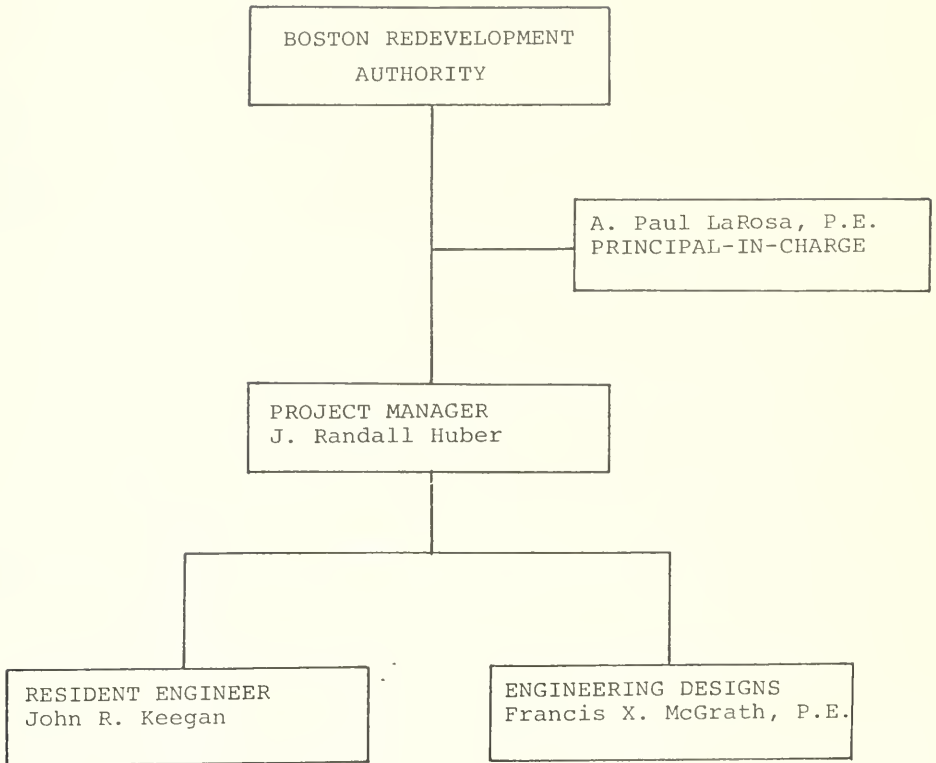 BOSTON REDEVELOPMENT
AUTHORITY
A. Paul LaRosa, P.E.
PRINCIPAL-IN-CHARGE
PROJECT MANAGER
J. Randall Huber
RESIDENT ENGINEER
John R. Keegan
ENGINEERING DESIGNS
Francis X. McGrath, P.E.